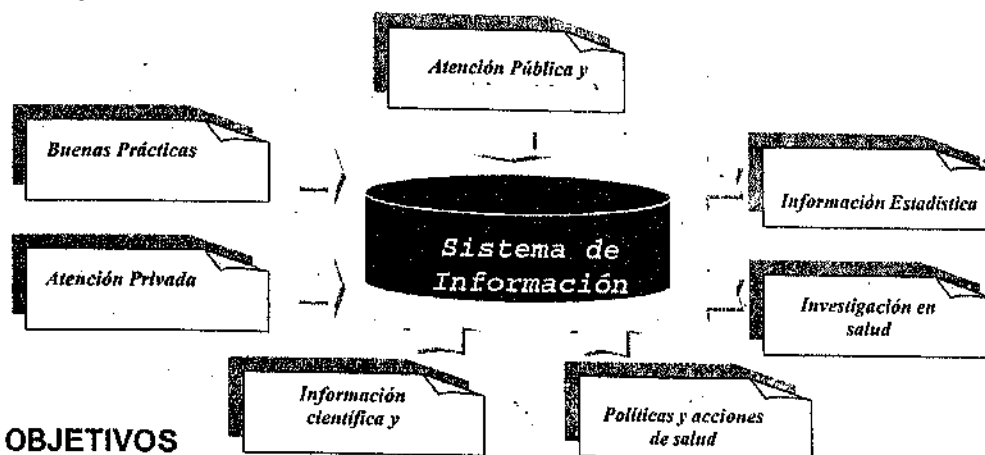 Atención Pública y
Buenas Prácticas
Información Estadística
Sistema de
Información
Atención Privada
Investigación en
salud
Información
científica y
Políticas y acciones
de salud
OBJETIVOS